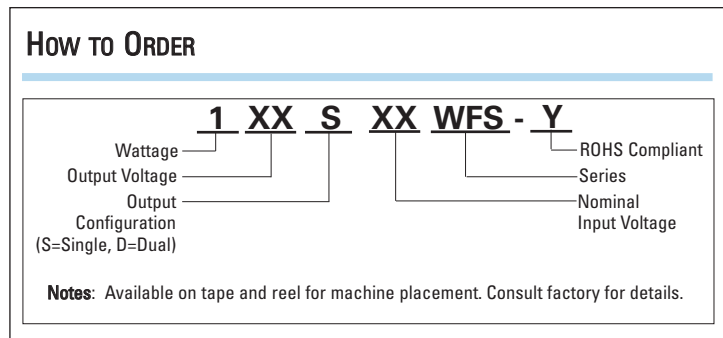 HOW TO ORDER
1 XX S XX WFS - Y
Wattage
Output Voltage
Output
Configuration
(S=Single, D=Dual)
ROHS Compliant
Series
Nominal
Input Voltage
Notes: Available on tape and reel for machine placement. Consult factory for details.